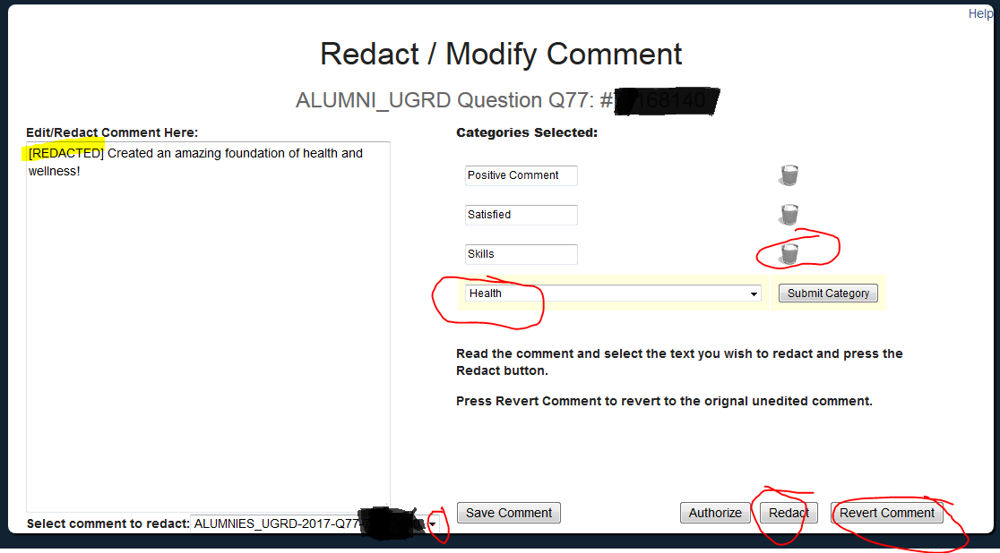 Help
Redact / Modify Comment
ALUMNI_UGRD Question Q77: #
Edit/Redact Comment Here:
[REDACTED] Created an amazing foundation of health and
wellness!
Categories Selected:
Positive Comment
Satisfied
Skills
Health
Submit Category
Read the comment and select the text you wish to redact and press the
Redact button.
Press Revert Comment to revert to the orignal unedited comment.
Save Comment
Authorize
Redact
Revert Comment
Select comment to redact: ALUMNIES_UGRD-2017-Q77-